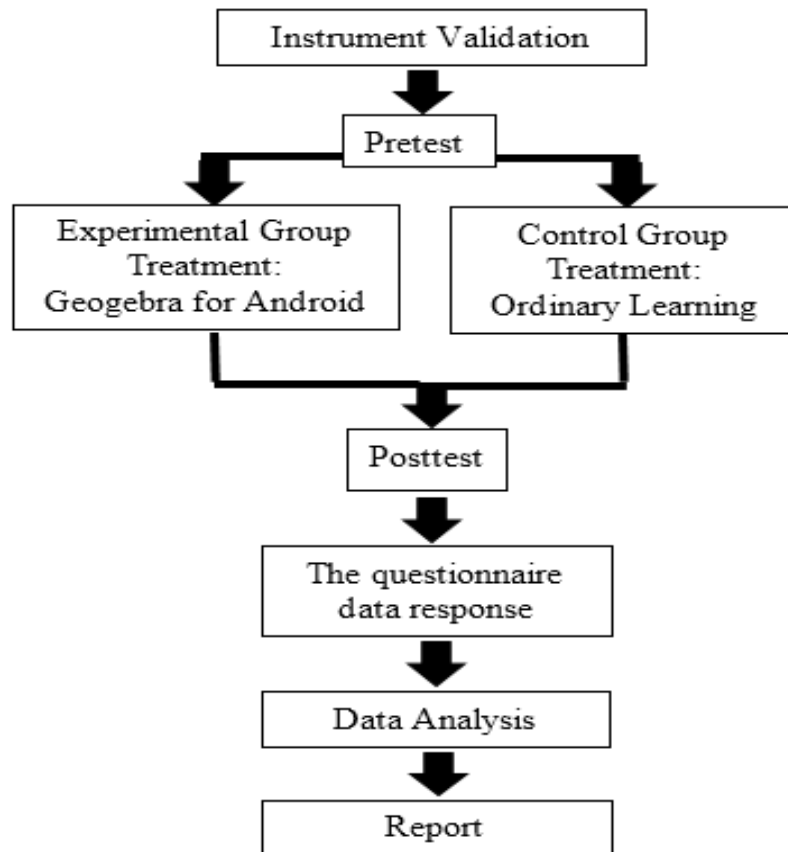 Instrument Validation
Pretest
Experimental Group
Treatment:
Geogebra for Android
Control Group
Treatment:
Ordinary Learning
Posttest
The questionnaire
data response
Data Analysis
Report